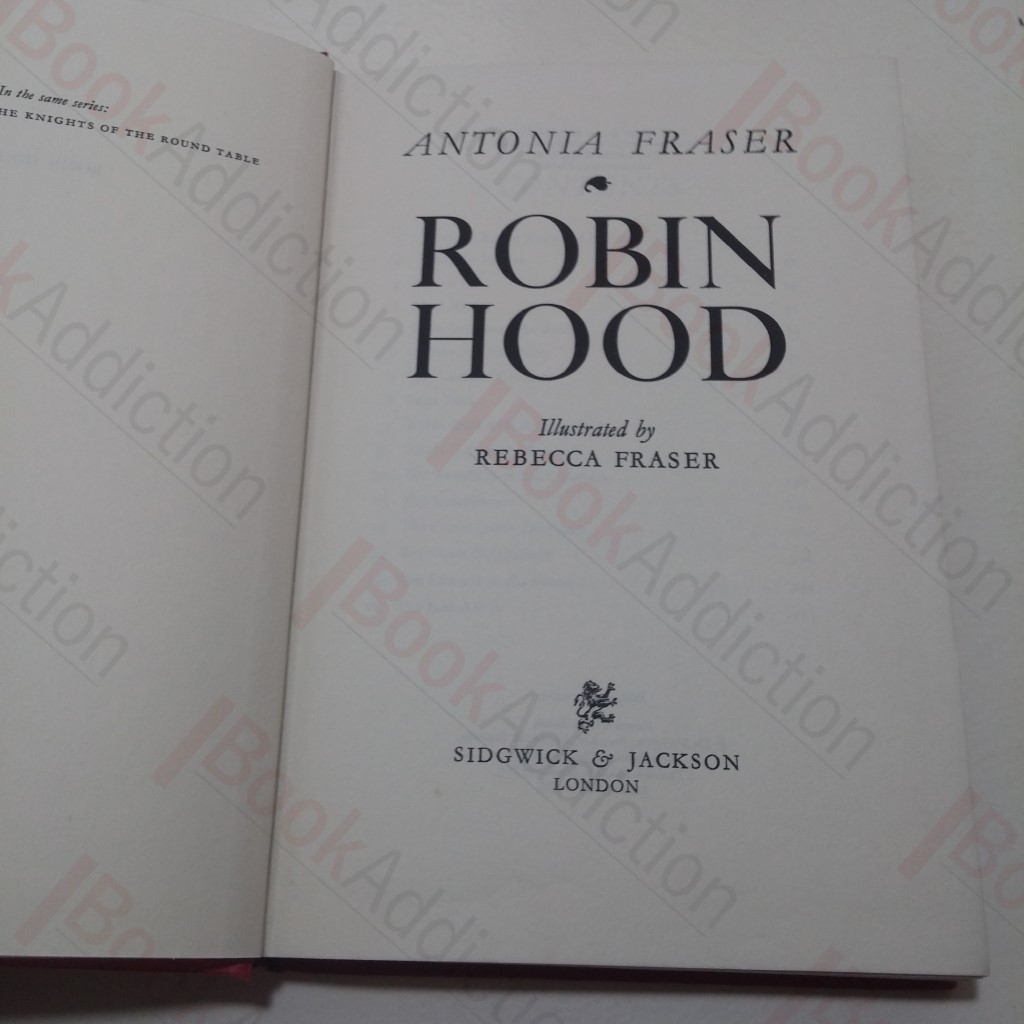 In the same series:
HE KNIGHTS OF THE ROUND TABLE
ANTONIA FRASER
ROBIN
HOOD
Illustrated by
REBECCA FRASER
SIDGWICK & JACKSON
LONDON
BookAddiction